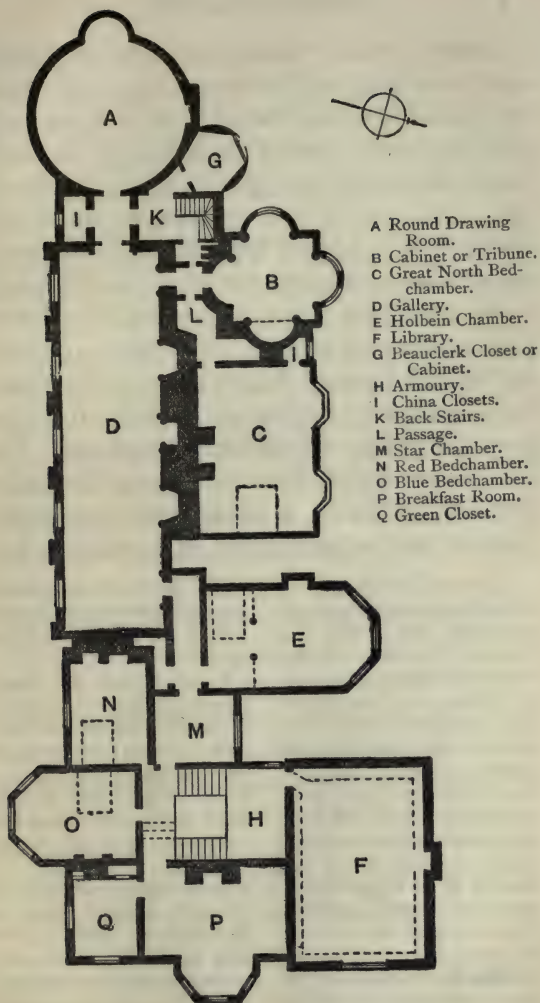 A Round Drawing
Room.
B Cabinet or Tribune.
C Great North Bed-
chamber.
D Gallery.
E Holbein Chamber.
F Library.
G Beauclerk Closet or
Cabinet.
H Armoury.
I China Closets.
K Back Stairs.
L Passage.
M Star Chamber.
N Red Bedchamber.
O Blue Bedchamber.
P Breakfast Room.
Q Green Closet.
A
G
I
K
B
L
I
D
C
E
N
M
O
H
F
Q
P